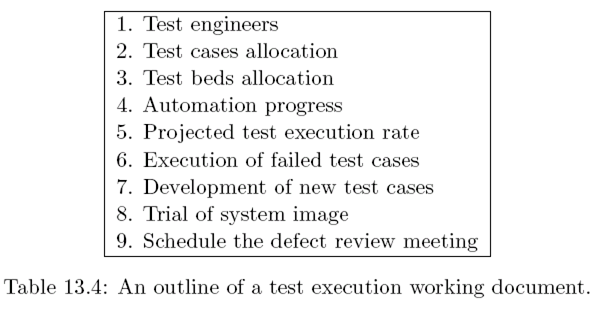 1. Test engineers
2. Test cases allocation
3. Test beds allocation
4. Automation progress
5. Projected test execution rate
6. Execution of failed test cases
7. Development of new test cases
8. Trial of system image
9. Schedule the defect review meeting
Table 13.4: An outline of a test execution working document.